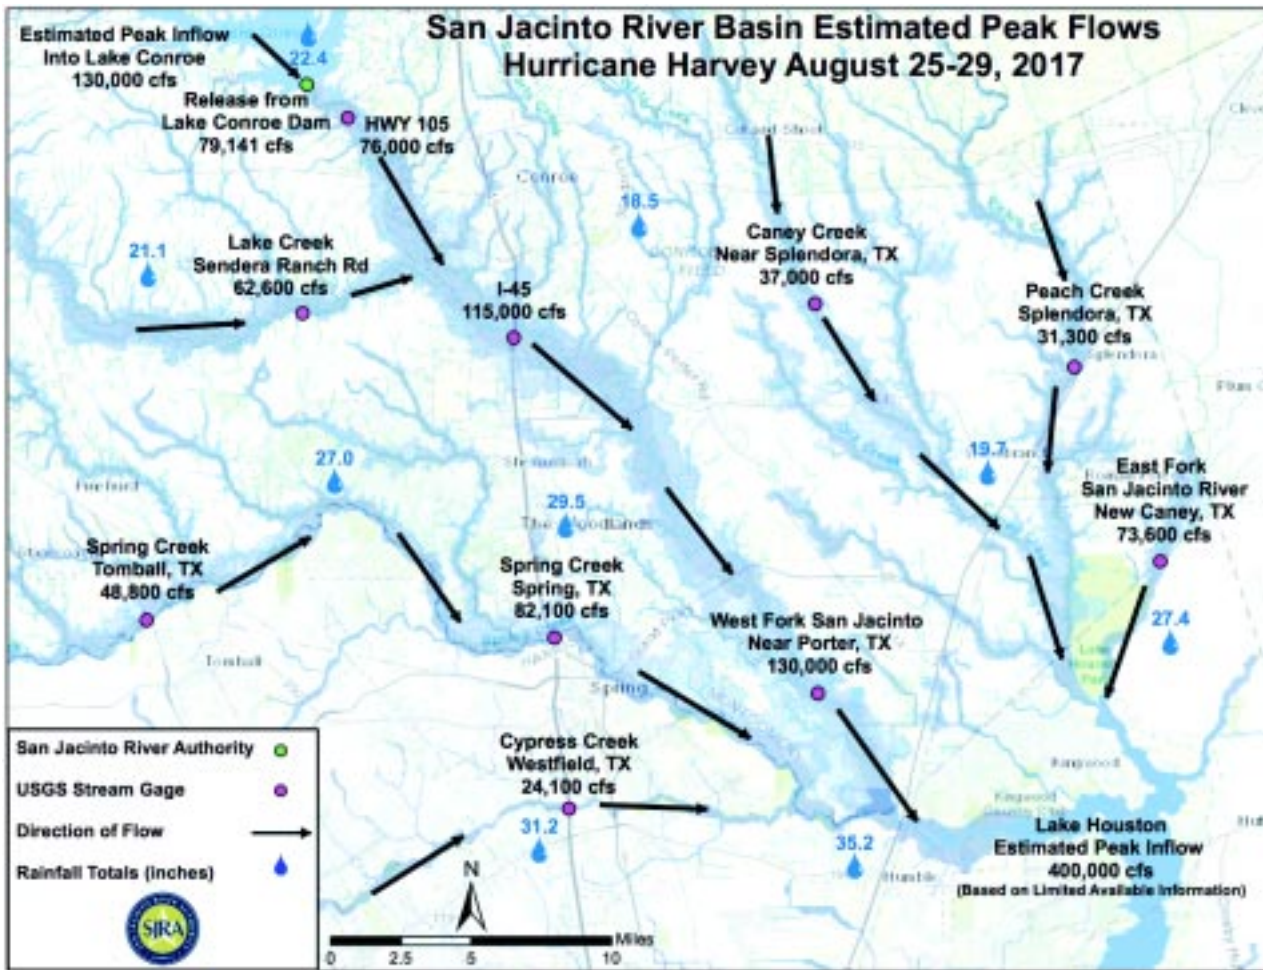 San Jacinto River Basin Estimated Peak Flows
Hurricane Harvey August 25-29, 2017
Estimated Peak Inflow
Into Lake Conroe
130,000 cfs
22.4
Release from
Lake Conroe Dam
79,141 cfs
HWY 105
76,000 cfs
Conroe
18.5
21.1
Lake Creek
Sendera Ranch Rd
62,600 cfs
I-45
115,000 cfs
Caney Creek
Near Splendora, TX
37,000 cfs
Peach Creek
Splendora, TX
31,300 cfs
Splendora
27.0
29.5
The Woodlands
19.7
East Fork
San Jacinto River
New Caney, TX
73,600 cfs
27.4
Spring Creek
Tomball, TX
48,800 cfs
Tomball
Spring Creek
Spring, TX
82,100 cfs
Spring
West Fork San Jacinto
Near Porter, TX
130,000 cfs
Cypress Creek
Westfield, TX
24,100 cfs
31.2
35.2
Humble
Kingwood
Lake Houston
Estimated Peak Inflow
400,000 cfs
(Based on Limited Available Information)
San Jacinto River Authority
USGS Stream Gage
Direction of Flow
Rainfall Totals (inches)
SJRA
N
Miles
0 2.5 5 10